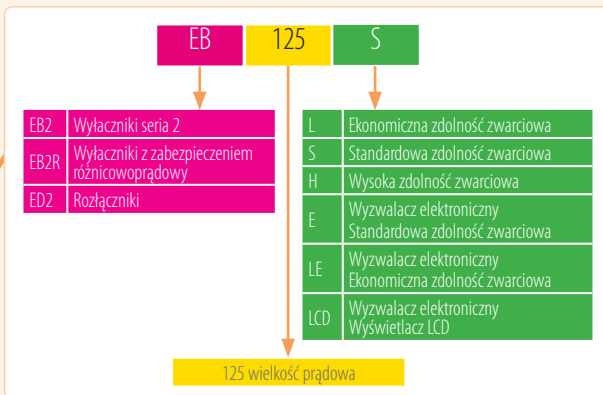 EB 125 S
EB2 Wyłaczniki seria 2
EB2R Wyłaczniki z zabezpieczeniem
różnicowoprądowy
ED2 Rozłączniki
L Ekonomiczna zdolność zwarciowa
S Standardowa zdolność zwarciowa
H Wysoka zdolność zwarciowa
E Wyzwalacz elektroniczny
Standardowa zdolność zwarciowa
LE Wyzwalacz elektroniczny
Ekonomiczna zdolność zwarciowa
LCD Wyzwalacz elektroniczny
Wyświetlacz LCD
125 wielkość prądowa